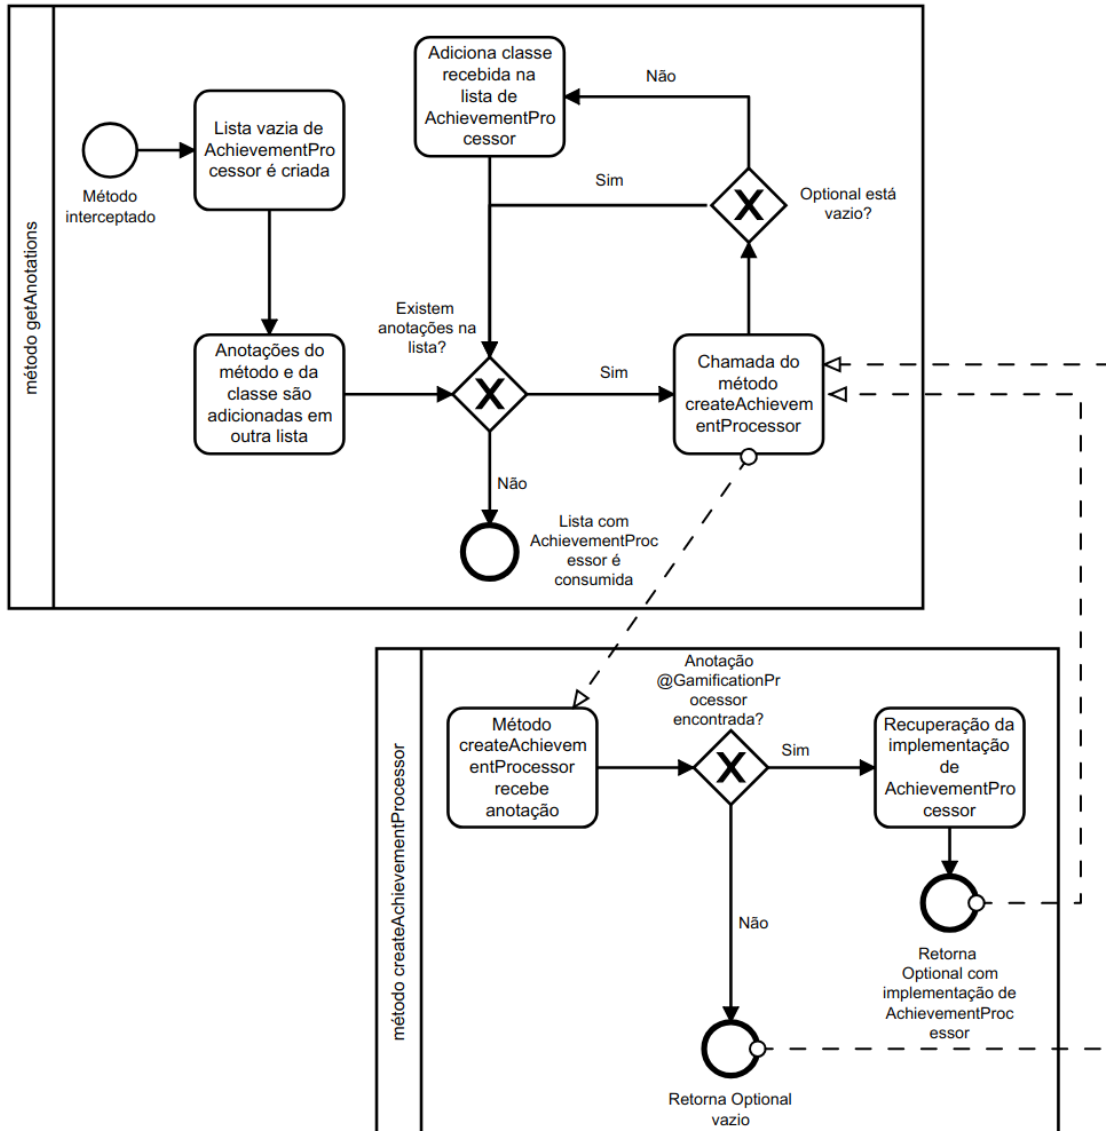 método getAnotations
Método
interceptado
Lista vazia de
AchievementPro
cessor é criada
Anotações do
método e da
classe são
adicionadas em
outra lista
Adiciona classe
recebida na
lista de
AchievementPro
cessor
Não
Sim
X
Optional está
vazio?
Existem
anotações na
lista?
X
Sim
Chamada do
método
createAchievem
entProcessor
Não
Lista com
AchievementProc
essor é
consumida
método createAchievementProcessor
Método
createAchievem
entProcessor
recebe
anotação
Anotação
@GamificationPr
ocessor
encontrada?
X
Sim
Recuperação da
implementação
de
AchievementPro
cessor
Não
Retorna
Optional com
implementação de
AchievementProc
essor
Retorna Optional
vazio